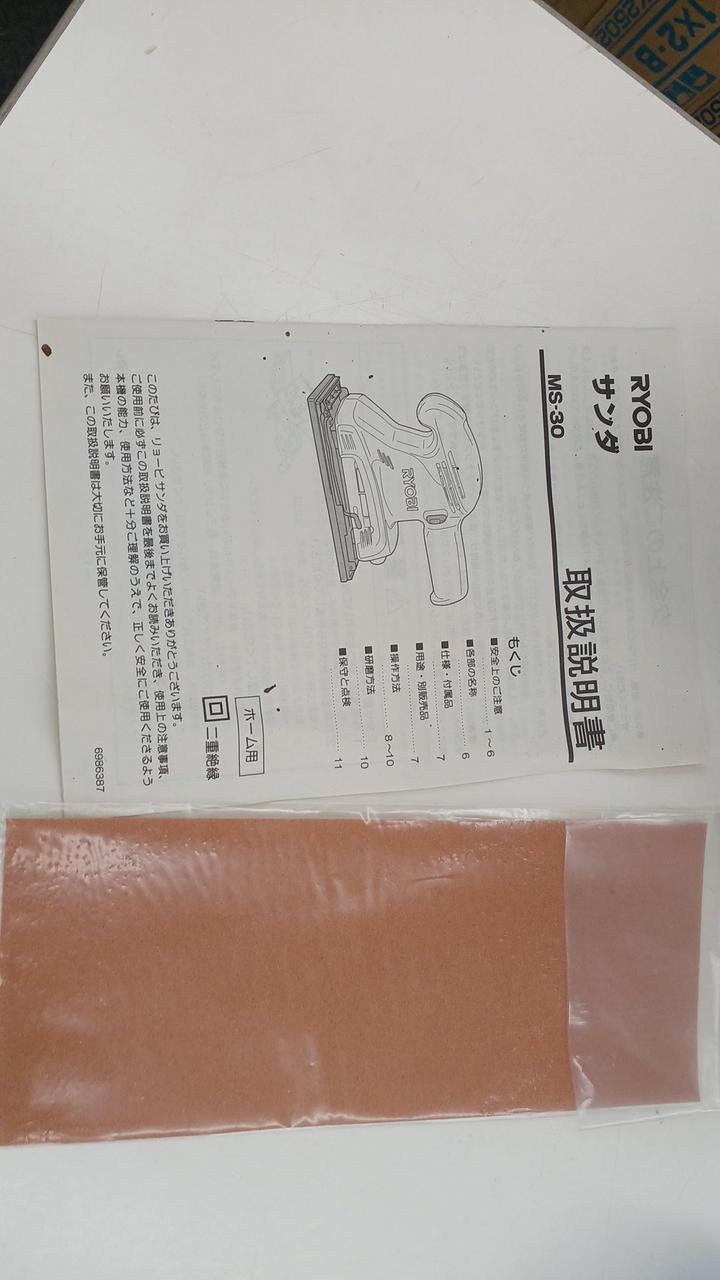 RYOBI
サンダ
取扱説明書
MS-30
RYOBI
もくじ
■安全上のご注意 ………… 1～6
■各部の名称 ………… 6
■仕様・付属品 ………… 7
■用途・別販売品 ………… 7
■操作方法 ………… 8～10
■研磨方法 ………… 10
■保守と点検 ………… 11
ホーム用
二重絶縁
このたびは、リョービ サンダをお買い上げいただきありがとうございます。
ご使用前に必ずこの取扱説明書を最後までよくお読みいただき、使用上の注意事項、
本機の能力、使用方法など十分ご理解のうえで、正しく安全にご使用くださるよう
お願いいたします。
また、この取扱説明書は大切にお手元に保管してください。
6986387
1×2·B